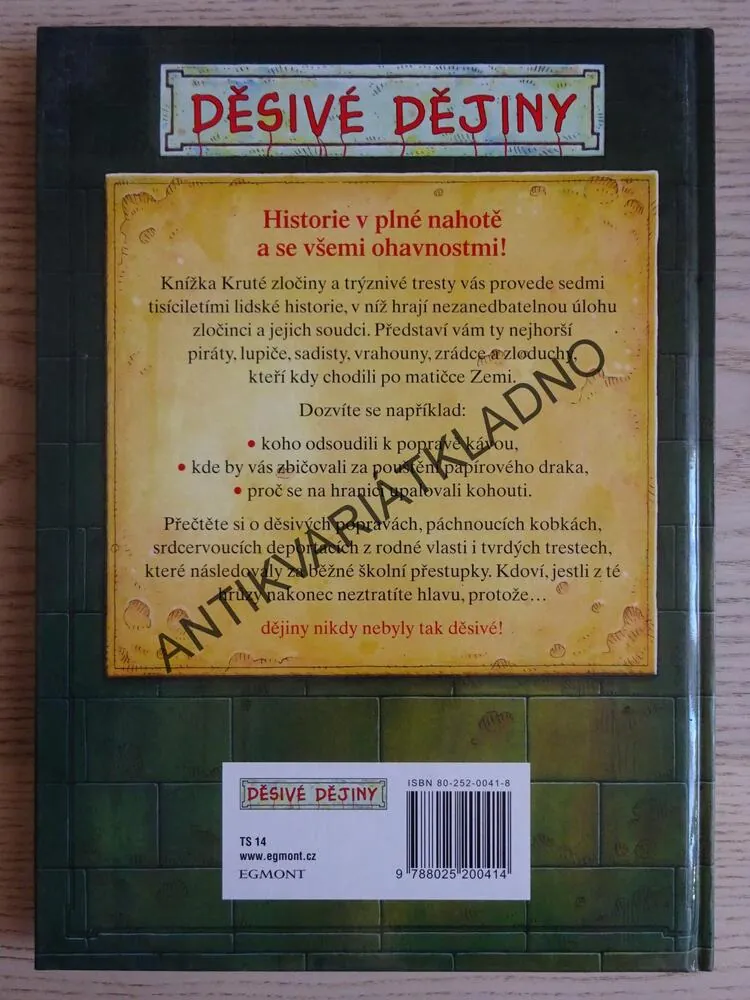 DĚSIVÉ DĚJINY
Historie v plné nahotě
a se všemi ohavnostmi!
Knížka Kruté zločiny a trýznivé tresty vás provede sedmi
tisíciletími lidské historie, v níž hrají nezanedbatelnou úlohu
zločinci a jejich soudci. Představí vám ty nejhorší
piráty, lupiče, sadisty, vrahouny, zrádce a zloduchy,
kteří kdy chodili po matičce Zemi.
Dozvíte se například:
• koho odsoudili k popravě kávou,
• kde by vás zbičovali za pouštění papírového draka,
• proč se na hranici upalovali kohouti.
Přečtěte si o děsivých popravách, páchnoucích kobkách,
srdcervoucích deportacích z rodné vlasti i tvrdých trestech,
které následovaly za běžné školní přestupky. Kdoví, jestli z té
hrůzy nakonec neztratíte hlavu, protože…
dějiny nikdy nebyly tak děsivé!
ANTIKVARIÁTKLADNO
DĚSIVÉ DĚJINY
TS 14
www.egmont.cz
EGMONT
ISBN 80-252-0041-8
9 788025 200414